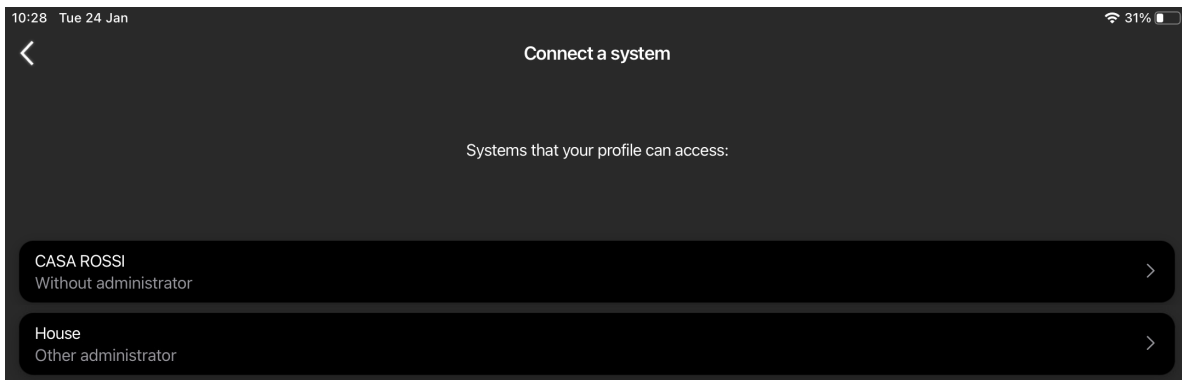 10:28 Tue 24 Jan 31%
Connect a system
Systems that your profile can access:
CASA ROSSI
Without administrator
House
Other administrator